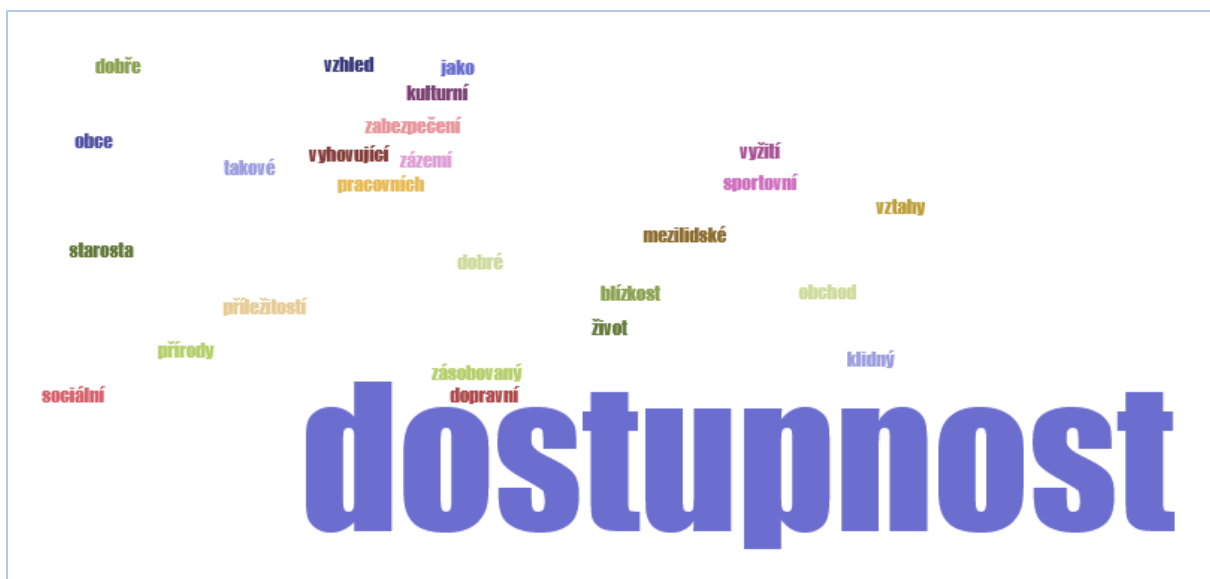 dobře
vzhled
jako
kulturní
zabezpečení
obce
vyhovující
zázemí
takové
pracovních
vyžití
sportovní
vztahy
mezilidské
starosta
dobré
blízkost
obchod
příležitostí
život
přírody
klidný
zásobovaný
sociální
dopravní
dostupnost